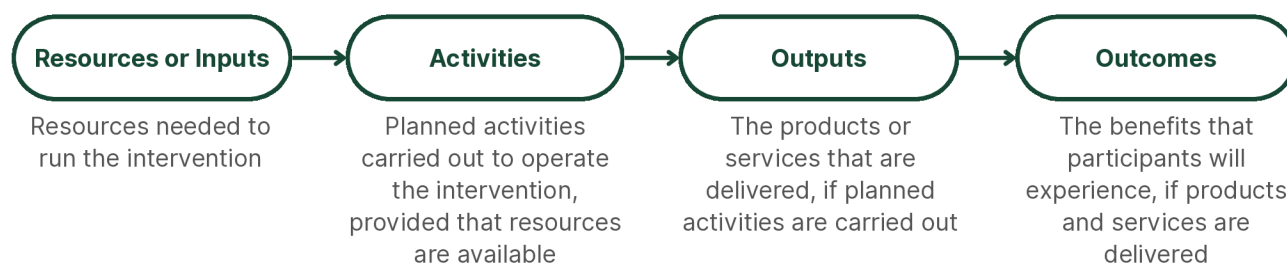 Resources or Inputs
Resources needed to
run the intervention
Activities
Planned activities
carried out to operate
the intervention,
provided that resources
are available
Outputs
The products or
services that are
delivered, if planned
activities are carried out
Outcomes
The benefits that
participants will
experience, if products
and services are
delivered